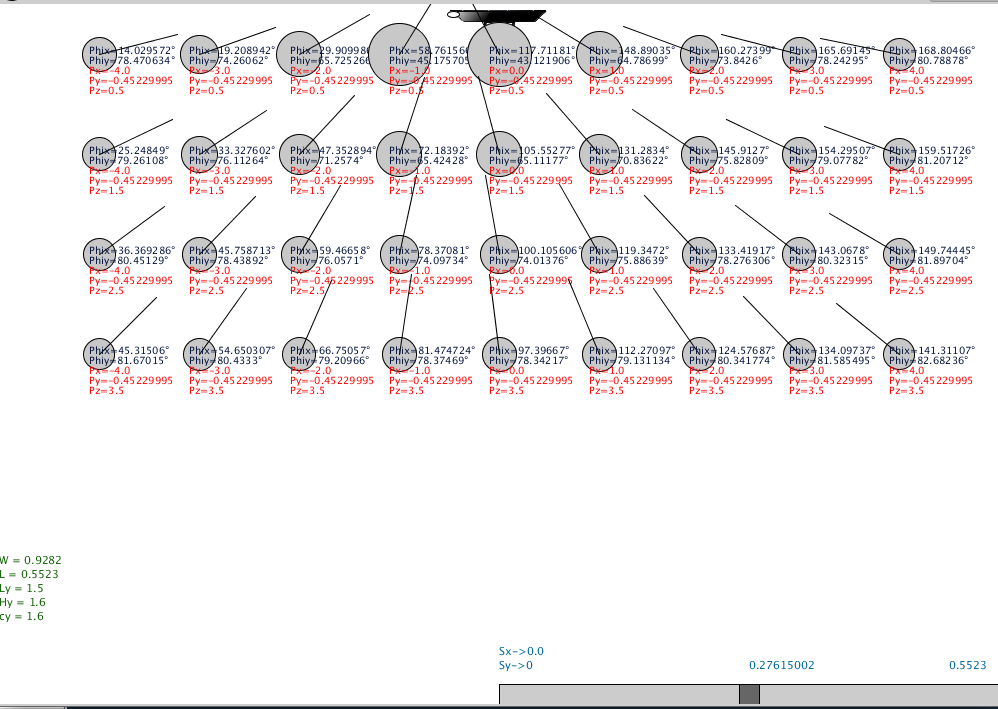 Phix=14.029572° Phix=19.208942° Phix=29.90998 Phix=58.76156 Phix=117.71181° Phix=148.89035° Phix=160.27399° Phix=165.69145° Phix=168.80466°
Phiy=78.470634° Phiy=74.26062° Phiy=65.72526 Phiy=45.175705 Phiy=43.121906° Phiy=64.78699° Phiy=73.8426° Phiy=78.24295° Phiy=80.78878°
Px=-4.0 Px=-3.0 Px=-2.0 Px=-1.0 Px=0.0 Px=1.0 Px=2.0 Px=3.0 Px=4.0
Py=-0.45229995 Py=-0.45229995 Py=-0.45229995 Py=-0.45229995 Py=-0.45229995 Py=-0.45229995 Py=-0.45229995 Py=-0.45229995 Py=-0.45229995
Pz=0.5 Pz=0.5 Pz=0.5 Pz=0.5 Pz=0.5 Pz=0.5 Pz=0.5 Pz=0.5 Pz=0.5
Phix=25.24849° Phix=33.327602° Phix=47.352894° Phix=72.18392° Phix=105.55277° Phix=131.2834° Phix=145.9127° Phix=154.29507° Phix=159.51726°
Phiy=79.26108° Phiy=76.11264° Phiy=71.2574° Phiy=65.42428° Phiy=65.11177° Phiy=70.83622° Phiy=75.82809° Phiy=79.07782° Phiy=81.20712°
Px=-4.0 Px=-3.0 Px=-2.0 Px=-1.0 Px=0.0 Px=1.0 Px=2.0 Px=3.0 Px=4.0
Py=-0.45229995 Py=-0.45229995 Py=-0.45229995 Py=-0.45229995 Py=-0.45229995 Py=-0.45229995 Py=-0.45229995 Py=-0.45229995 Py=-0.45229995
Pz=1.5 Pz=1.5 Pz=1.5 Pz=1.5 Pz=1.5 Pz=1.5 Pz=1.5 Pz=1.5 Pz=1.5
Phix=36.369286° Phix=45.758713° Phix=59.46658° Phix=78.37081° Phix=100.105606° Phix=119.3472° Phix=133.41917° Phix=143.0678° Phix=149.74445°
Phiy=80.45129° Phiy=78.43892° Phiy=76.0571° Phiy=74.09734° Phiy=74.01376° Phiy=75.88639° Phiy=78.276306° Phiy=80.32315° Phiy=81.89704°
Px=-4.0 Px=-3.0 Px=-2.0 Px=-1.0 Px=0.0 Px=1.0 Px=2.0 Px=3.0 Px=4.0
Py=-0.45229995 Py=-0.45229995 Py=-0.45229995 Py=-0.45229995 Py=-0.45229995 Py=-0.45229995 Py=-0.45229995 Py=-0.45229995 Py=-0.45229995
Pz=2.5 Pz=2.5 Pz=2.5 Pz=2.5 Pz=2.5 Pz=2.5 Pz=2.5 Pz=2.5 Pz=2.5
Phix=45.31506° Phix=54.650307° Phix=66.75057° Phix=81.474724° Phix=97.39667° Phix=112.27097° Phix=124.57687° Phix=134.09737° Phix=141.31107°
Phiy=81.67015° Phiy=80.4333° Phiy=79.20966° Phiy=78.37469° Phiy=78.34217° Phiy=79.131134° Phiy=80.341774° Phiy=81.585495° Phiy=82.68236°
Px=-4.0 Px=-3.0 Px=-2.0 Px=-1.0 Px=0.0 Px=1.0 Px=2.0 Px=3.0 Px=4.0
Py=-0.45229995 Py=-0.45229995 Py=-0.45229995 Py=-0.45229995 Py=-0.45229995 Py=-0.45229995 Py=-0.45229995 Py=-0.45229995 Py=-0.45229995
Pz=3.5 Pz=3.5 Pz=3.5 Pz=3.5 Pz=3.5 Pz=3.5 Pz=3.5 Pz=3.5 Pz=3.5
W = 0.9282
L = 0.5523
Ly = 1.5
Hy = 1.6
cy = 1.6
Sx->0.0
Sy->0 0.27615002 0.5523